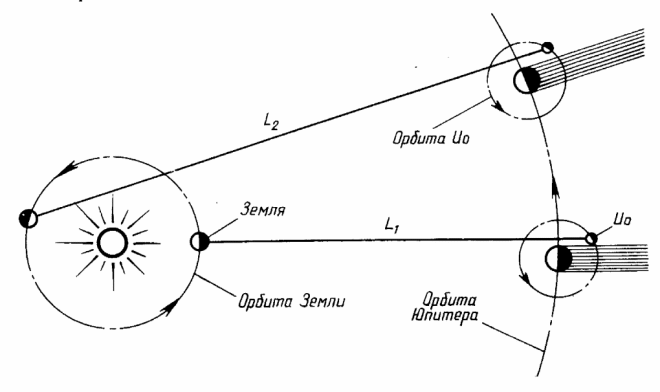 L₂
Орбита Ио
Земля
L₁
Ио
Орбита Земли
Орбита
Юпитера